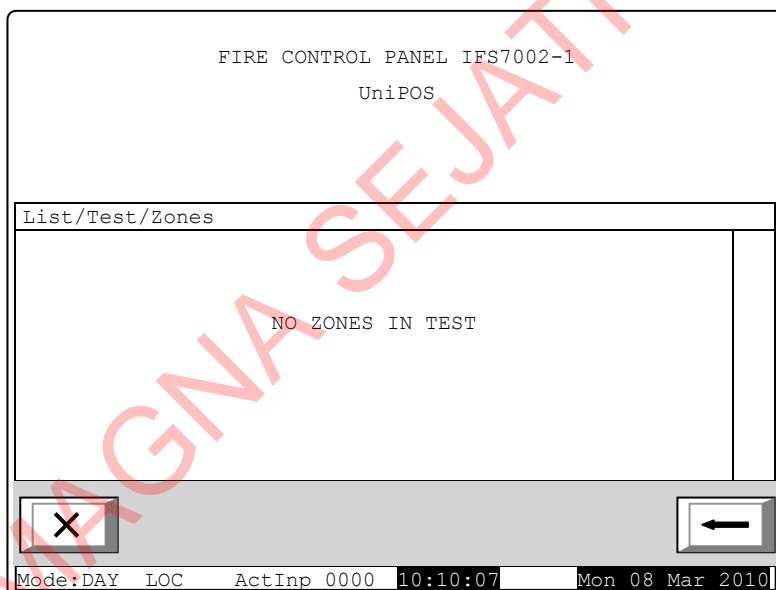 FIRE CONTROL PANEL IFS7002-1
UniPOS
List/Test/Zones
NO ZONES IN TEST
Mode:DAY LOC ActInp 0000 10:10:07 Mon 08 Mar 2010
MAGNA SEJATI